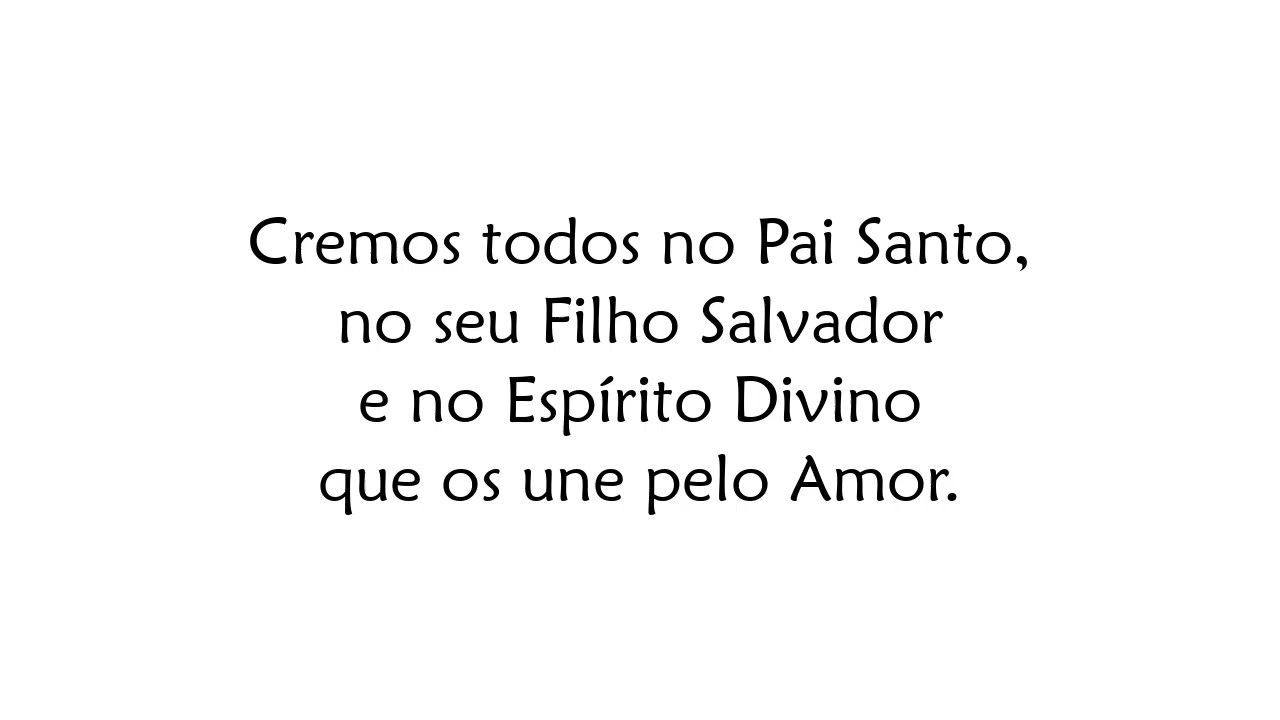 Cremos todos no Pai Santo,
no seu Filho Salvador
e no Espírito Divino
que os une pelo Amor.